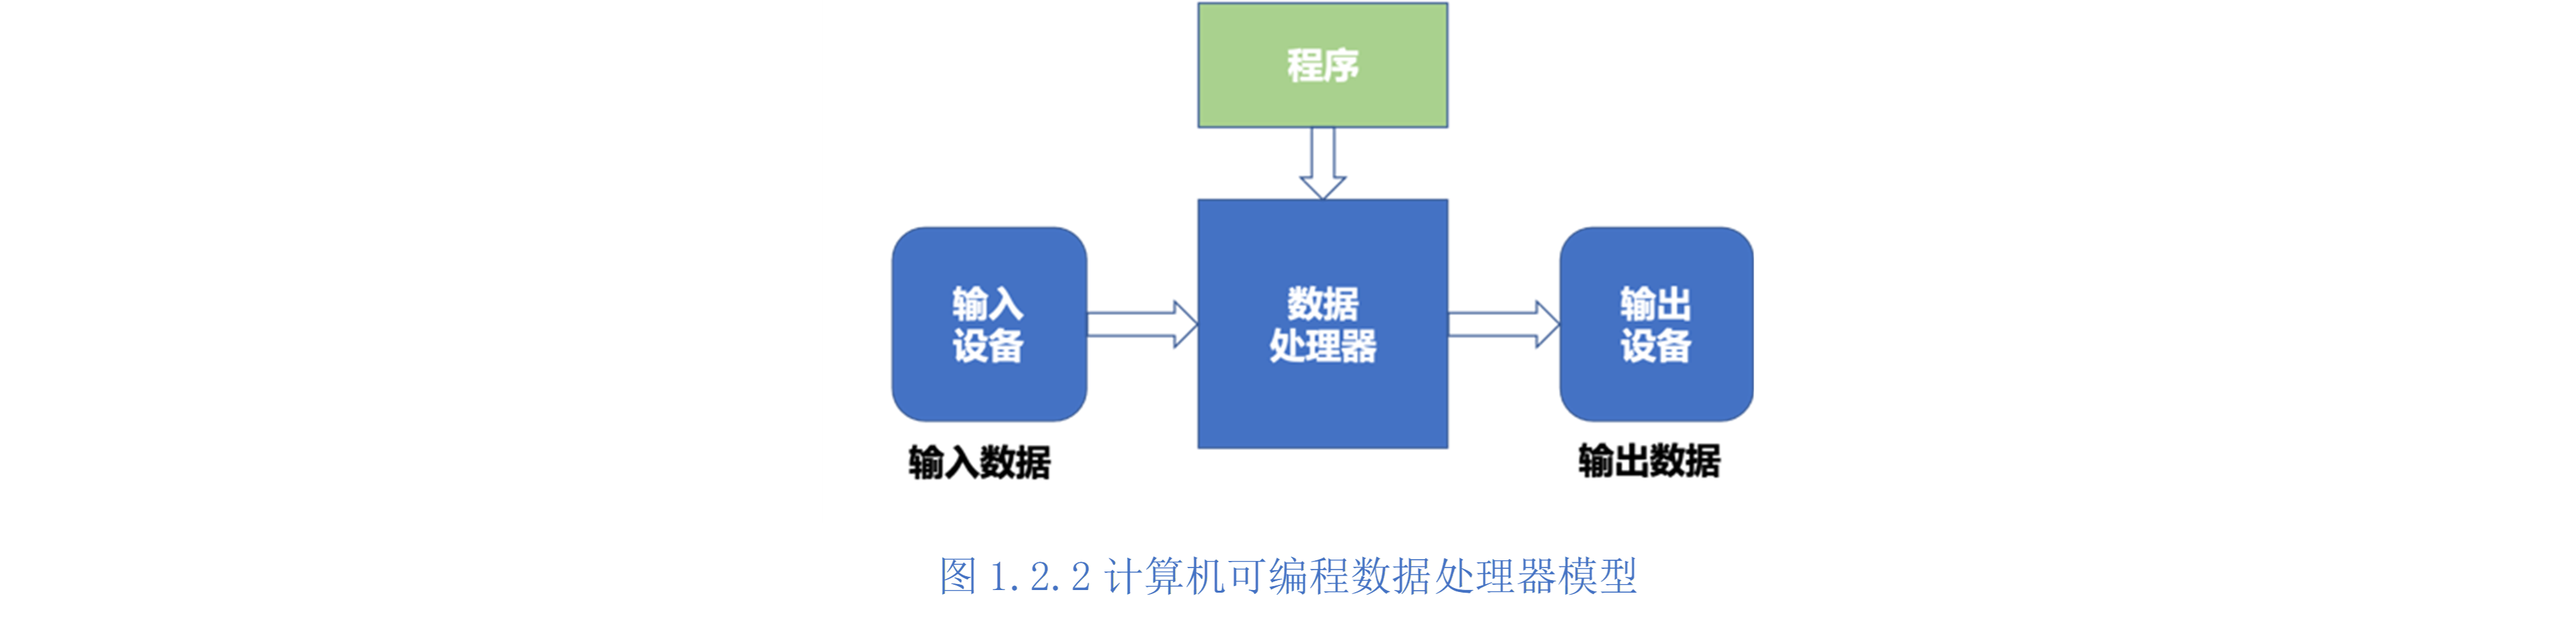 程序
输入
设备
数据
处理器
输出
设备
输入数据
输出数据
图 1.2.2 计算机可编程数据处理器模型